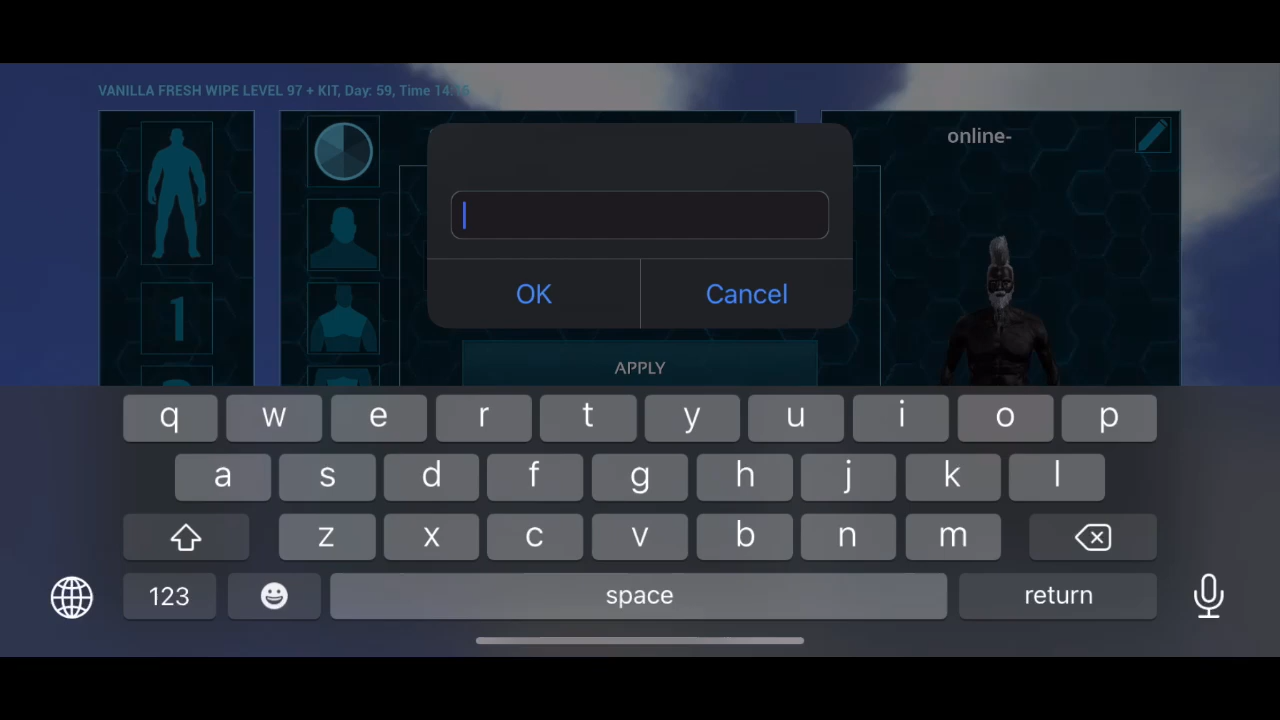 VANILLA FRESH WIPE LEVEL 97 + KIT, Day: 59, Time 14:
online-
1
OK
Cancel
APPLY
q w e r t y u i o p
a s d f g h j k l
z x c v b n m
123
space
return